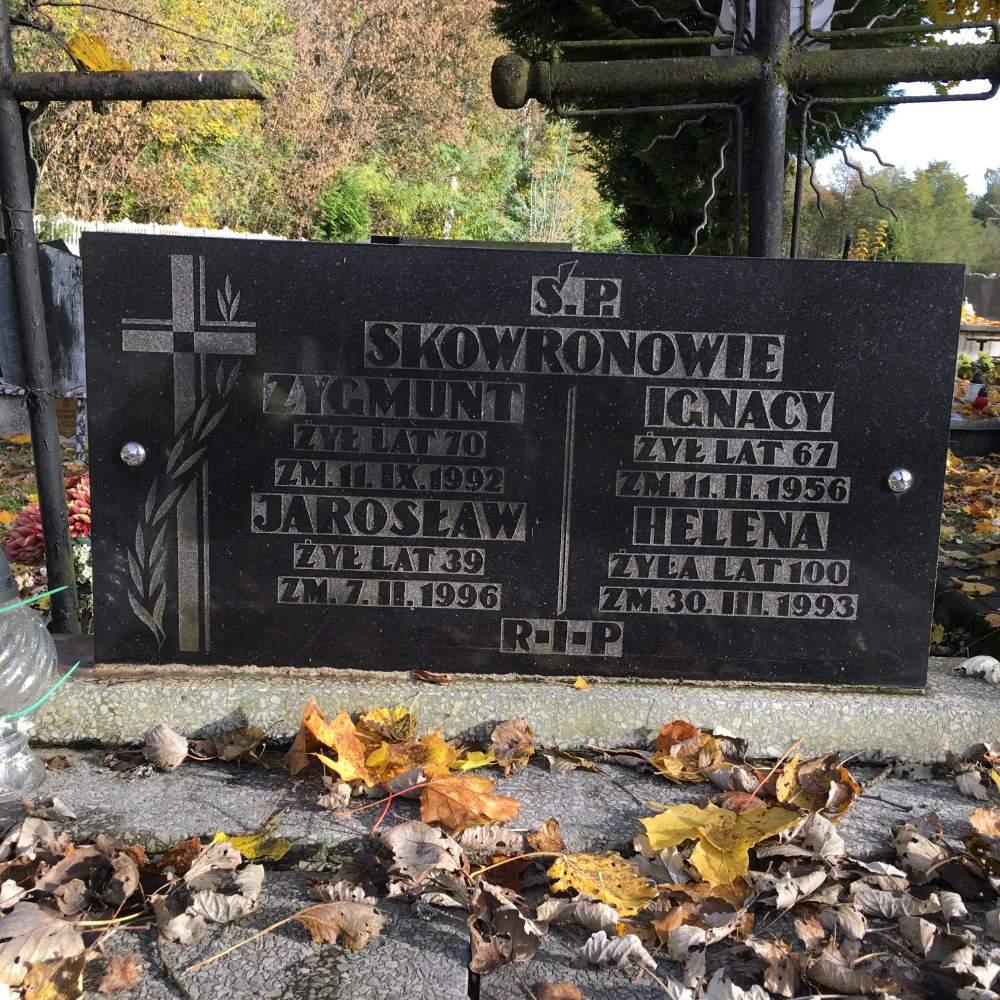 Ś.P.
SKOWRONOWIE
ZYGMUNT
ŻYŁ LAT 70
ZM. 11. IX. 1992
JAROSŁAW
ŻYŁ LAT 39
ZM. 7. II. 1996
IGNACY
ŻYŁ LAT 67
ZM. 11. II. 1956
HELENA
ŻYŁA LAT 100
ZM. 30. III. 1993
R-I-P